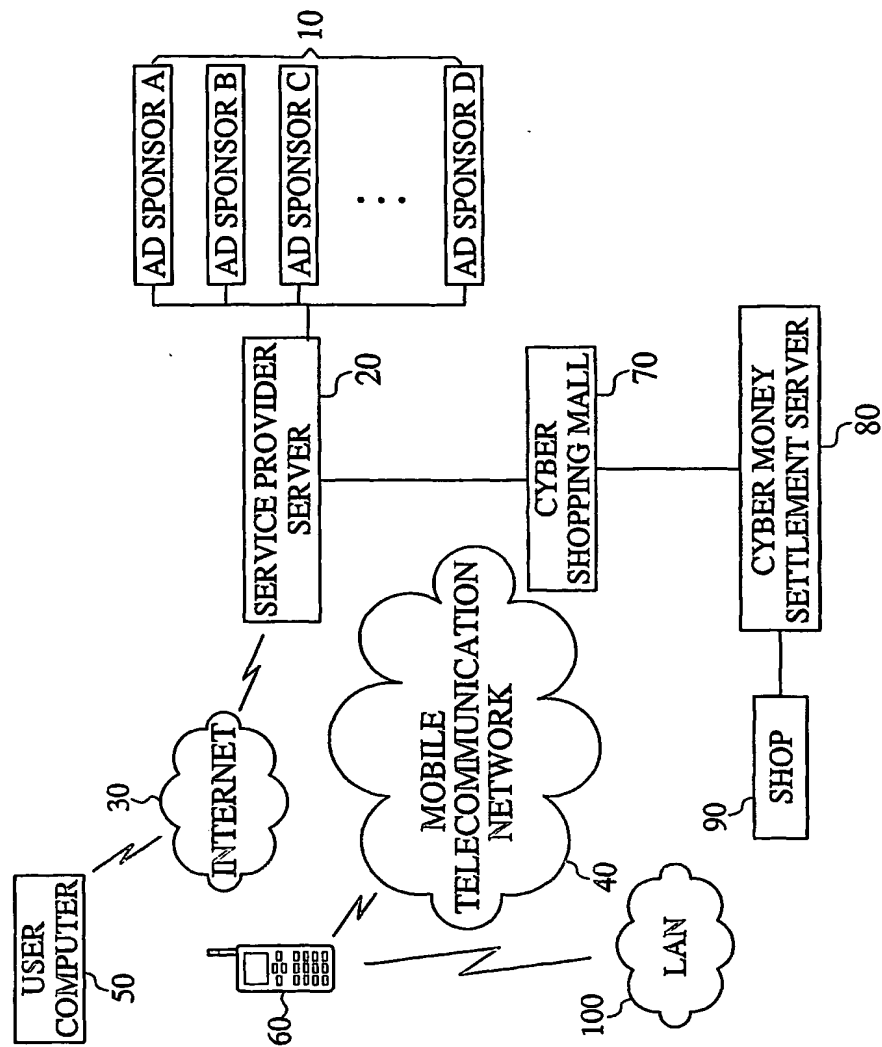 USER
COMPUTER
50
30
INTERNET
60
100
LAN
40
MOBILE
TELECOMMUNICATION
NETWORK
SERVICE PROVIDER
SERVER
20
AD SPONSOR A
AD SPONSOR B
AD SPONSOR C
. . .
AD SPONSOR D
10
CYBER
SHOPPING MALL
70
CYBER MONEY
SETTLEMENT SERVER
80
90
SHOP